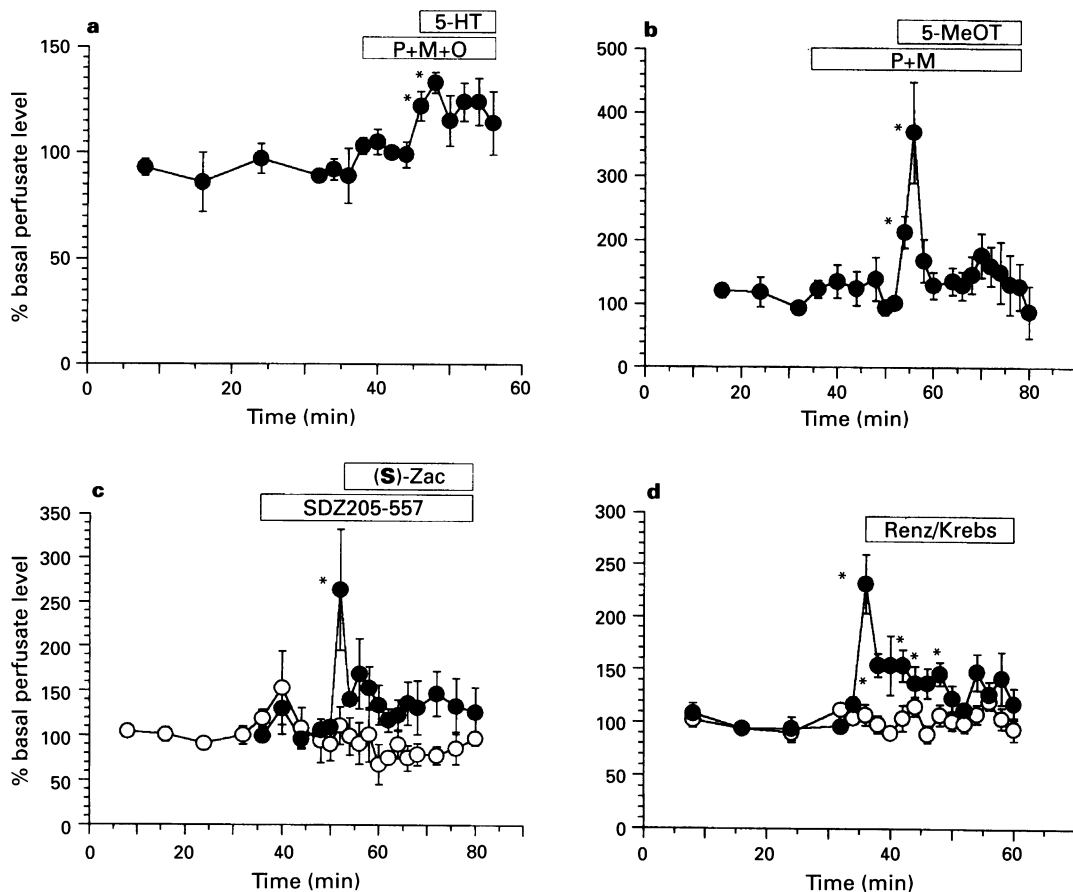 a
5-HT
P+M+O
150
100
50
0
% basal perfusate level
* *
0 20 40 60
Time (min)
b
5-MeOT
P+M
500
400
300
200
100
0
* *
0 20 40 60 80
Time (min)
c
(S)-Zac
SDZ205-557
350
300
250
200
150
100
50
0
% basal perfusate level
*
0 20 40 60 80
Time (min)
d
Renz/Krebs
300
250
200
150
100
50
0
* * * * *
0 20 40 60
Time (min)